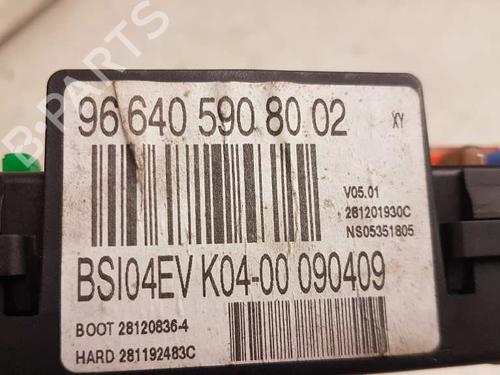 B-PARTS
96 640 590 80 02
XY
V05.01
281201930C
NS05351805
BSI04EV K04-00 090409
BOOT 28120836-4
HARD 281192483C